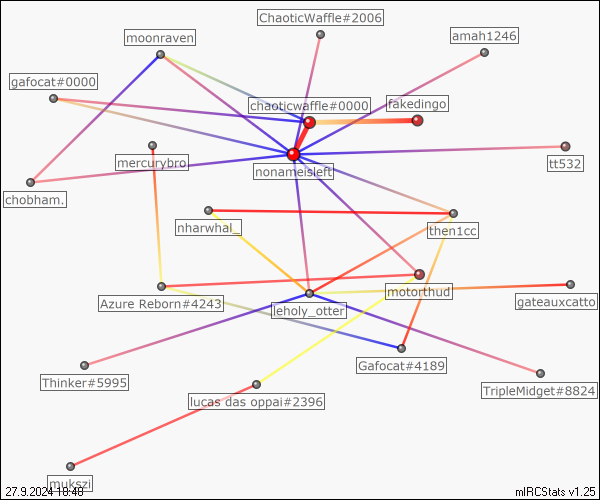 ChaoticWaffle#2006
moonraven
amah1246
gafocat#0000
chaoticwaffle#0000
fakedingo
mercurybro
tt532
nonameisleft
chobham.
nharwhal_
then1cc
motorthud
Azure Reborn#4243
leholy_otter
gateauxcatto
Gafocat#4189
Thinker#5995
TripleMidget#8824
lucas das oppai#2396
mukszi
27.9.2024 18:48
mIRCStats v1.25